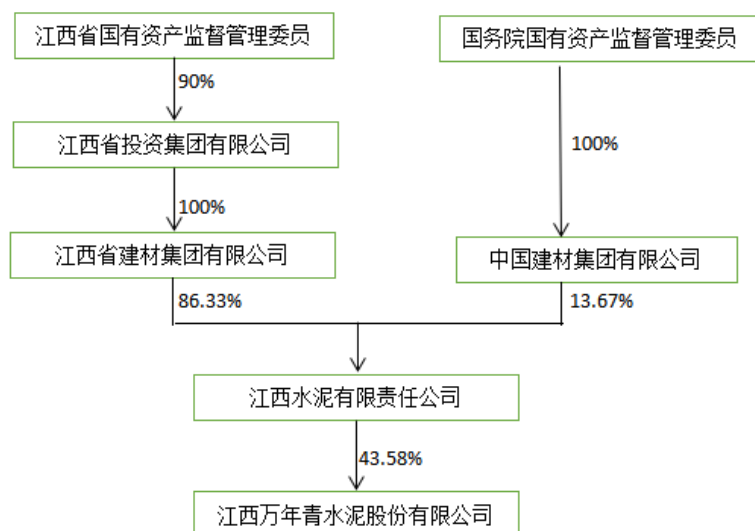 江西省国有资产监督管理委员
国务院国有资产监督管理委员
90%
江西省投资集团有限公司
100%
100%
江西省建材集团有限公司
中国建材集团有限公司
86.33%
13.67%
江西水泥有限责任公司
43.58%
江西万年青水泥股份有限公司